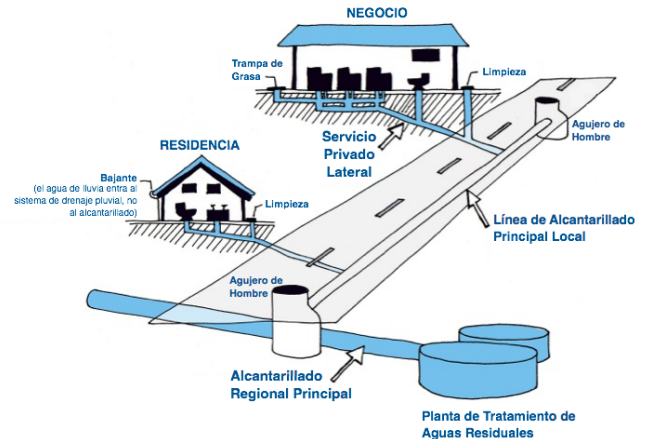 NEGOCIO
Trampa de
Grasa
Limpieza
Agujero de
Hombre
Servicio
Privado
Lateral
RESIDENCIA
Bajante
(el agua de lluvia entra al
sistema de drenaje pluvial, no
al alcantarillado)
Limpieza
Línea de Alcantarillado
Principal Local
Agujero de
Hombre
Alcantarillado
Regional Principal
Planta de Tratamiento de
Aguas Residuales